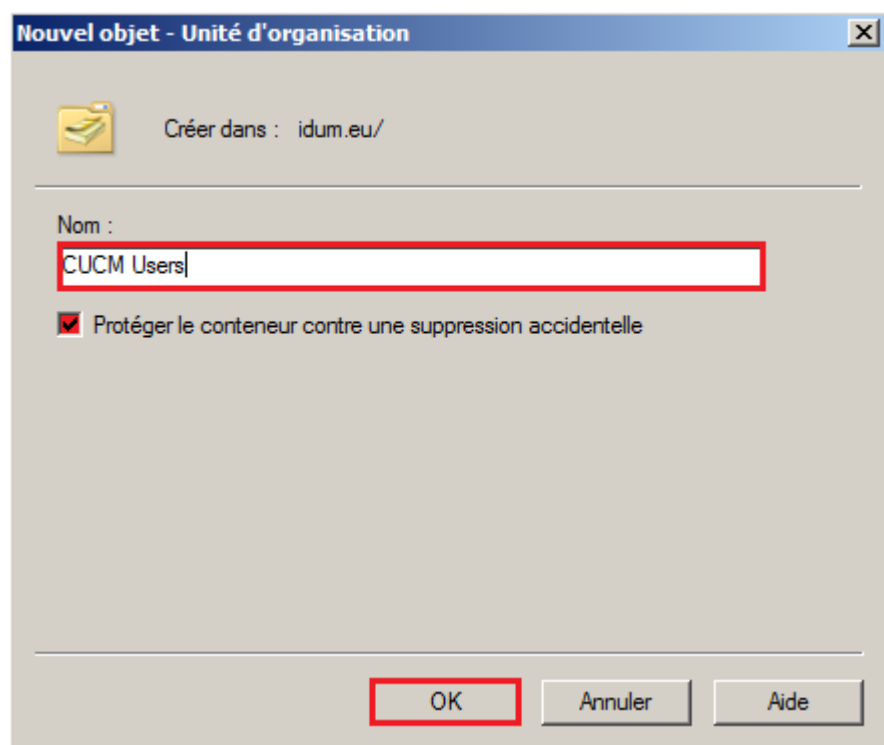 Nouvel objet - Unité d'organisation
Créer dans : idum.eu/
Nom :
CUCM Users
Protéger le conteneur contre une suppression accidentelle
OK Annuler Aide